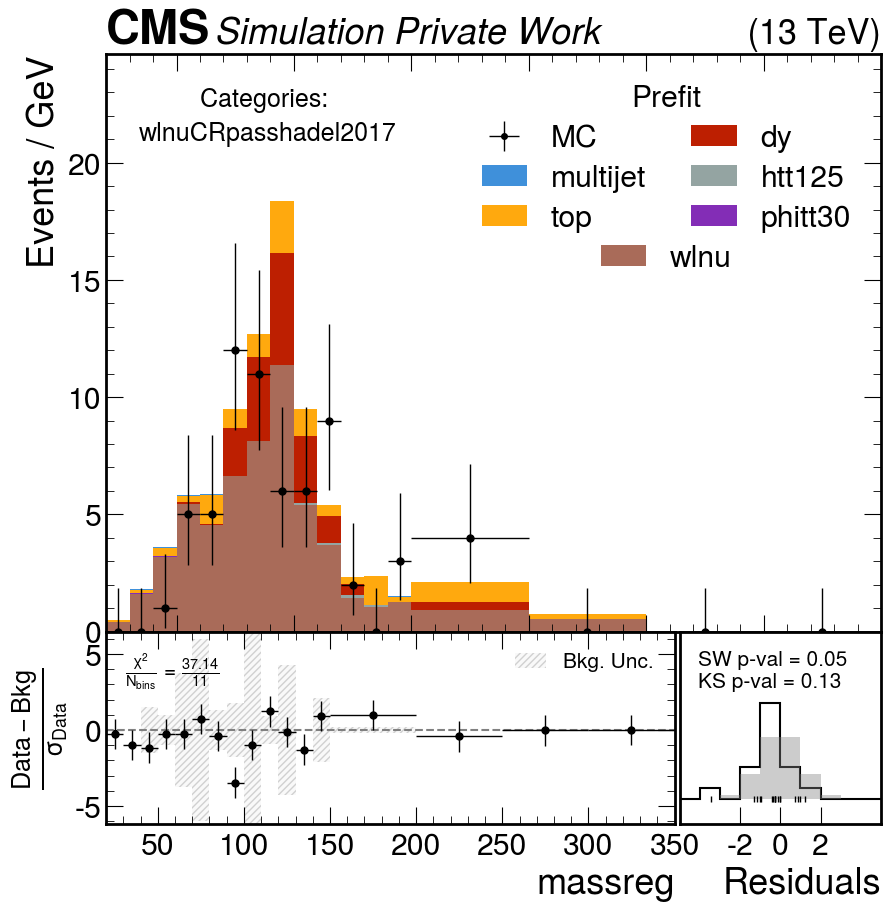 CMS Simulation Private Work (13 TeV)
Events / GeV
Categories:
wlnuCRpasshadel2017
Prefit
MC
dy
multijet
htt125
top
phitt30
wlnu
20
15
10
5
0
Data – Bkg
σData
5
0
-5
χ²
Nbins
= 37.14
11
Bkg. Unc.
SW p-val = 0.05
KS p-val = 0.13
50 100 150 200 250 300 350
-2 0 2
massreg
Residuals